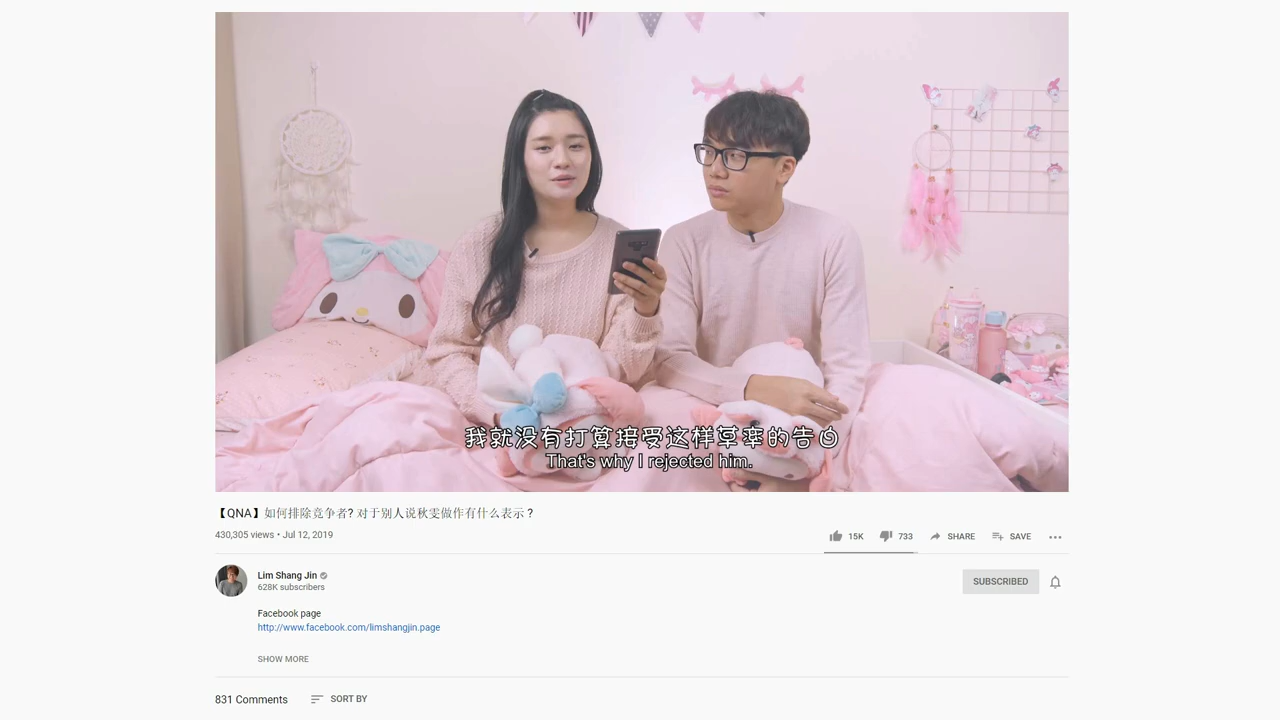 我就没有打算接受这样草率的告白
That's why I rejected him.
【QNA】如何排除竞争者? 对于别人说秋雯做作有什么表示？
430,305 views • Jul 12, 2019
15K
733
SHARE
SAVE
Lim Shang Jin
628K subscribers
SUBSCRIBED
Facebook page
http://www.facebook.com/limshangjin.page
SHOW MORE
831 Comments
SORT BY